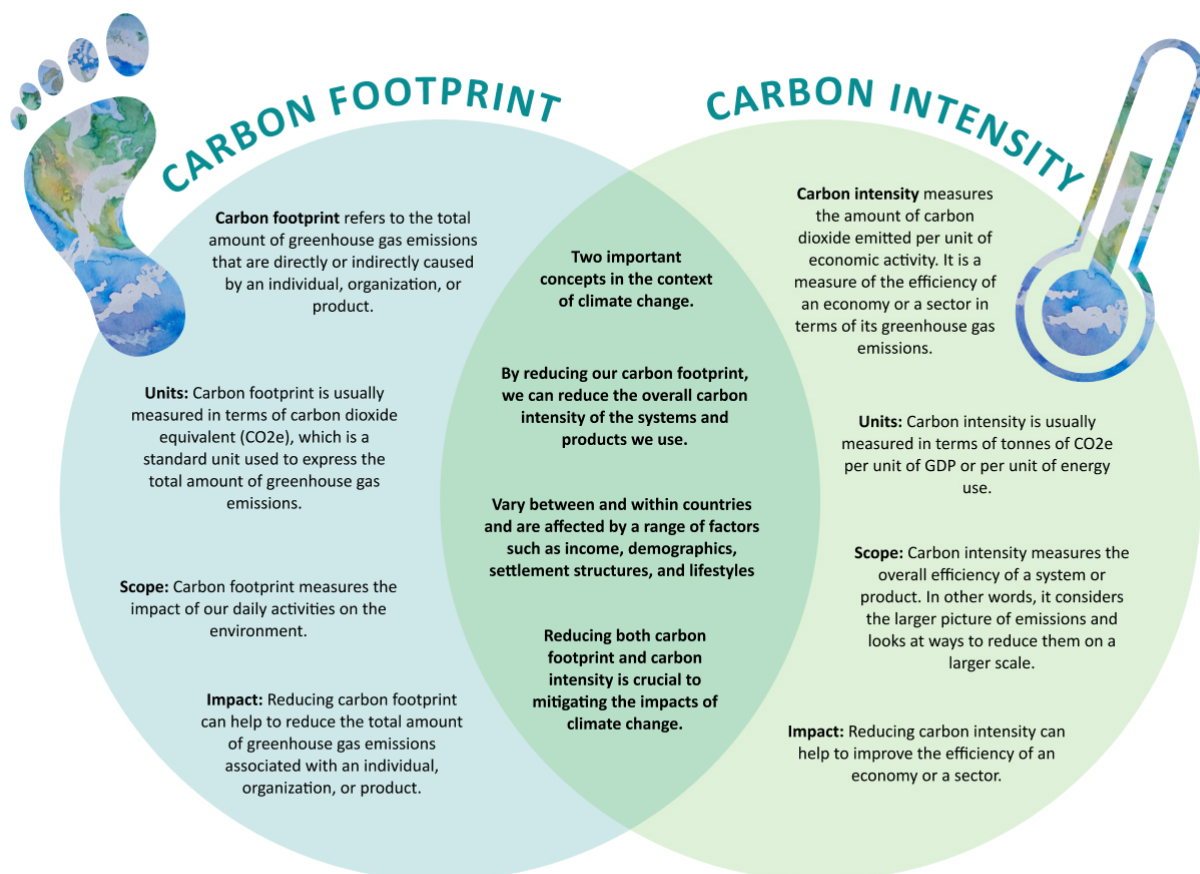 CARBON FOOTPRINT
Carbon footprint refers to the total
amount of greenhouse gas emissions
that are directly or indirectly caused
by an individual, organization, or
product.
Units: Carbon footprint is usually
measured in terms of carbon dioxide
equivalent (CO2e), which is a
standard unit used to express the
total amount of greenhouse gas
emissions.
Scope: Carbon footprint measures the
impact of our daily activities on the
environment.
Impact: Reducing carbon footprint
can help to reduce the total amount
of greenhouse gas emissions
associated with an individual,
organization, or product.
Two important
concepts in the context
of climate change.
By reducing our carbon footprint,
we can reduce the overall carbon
intensity of the systems and
products we use.
Vary between and within countries
and are affected by a range of factors
such as income, demographics,
settlement structures, and lifestyles
Reducing both carbon
footprint and carbon
intensity is crucial to
mitigating the impacts of
climate change.
CARBON INTENSITY
Carbon intensity measures
the amount of carbon
dioxide emitted per unit of
economic activity. It is a
measure of the efficiency of
an economy or a sector in
terms of its greenhouse gas
emissions.
Units: Carbon intensity is usually
measured in terms of tonnes of CO2e
per unit of GDP or per unit of energy
use.
Scope: Carbon intensity measures the
overall efficiency of a system or
product. In other words, it considers
the larger picture of emissions and
looks at ways to reduce them on a
larger scale.
Impact: Reducing carbon intensity can
help to improve the efficiency of an
economy or a sector.